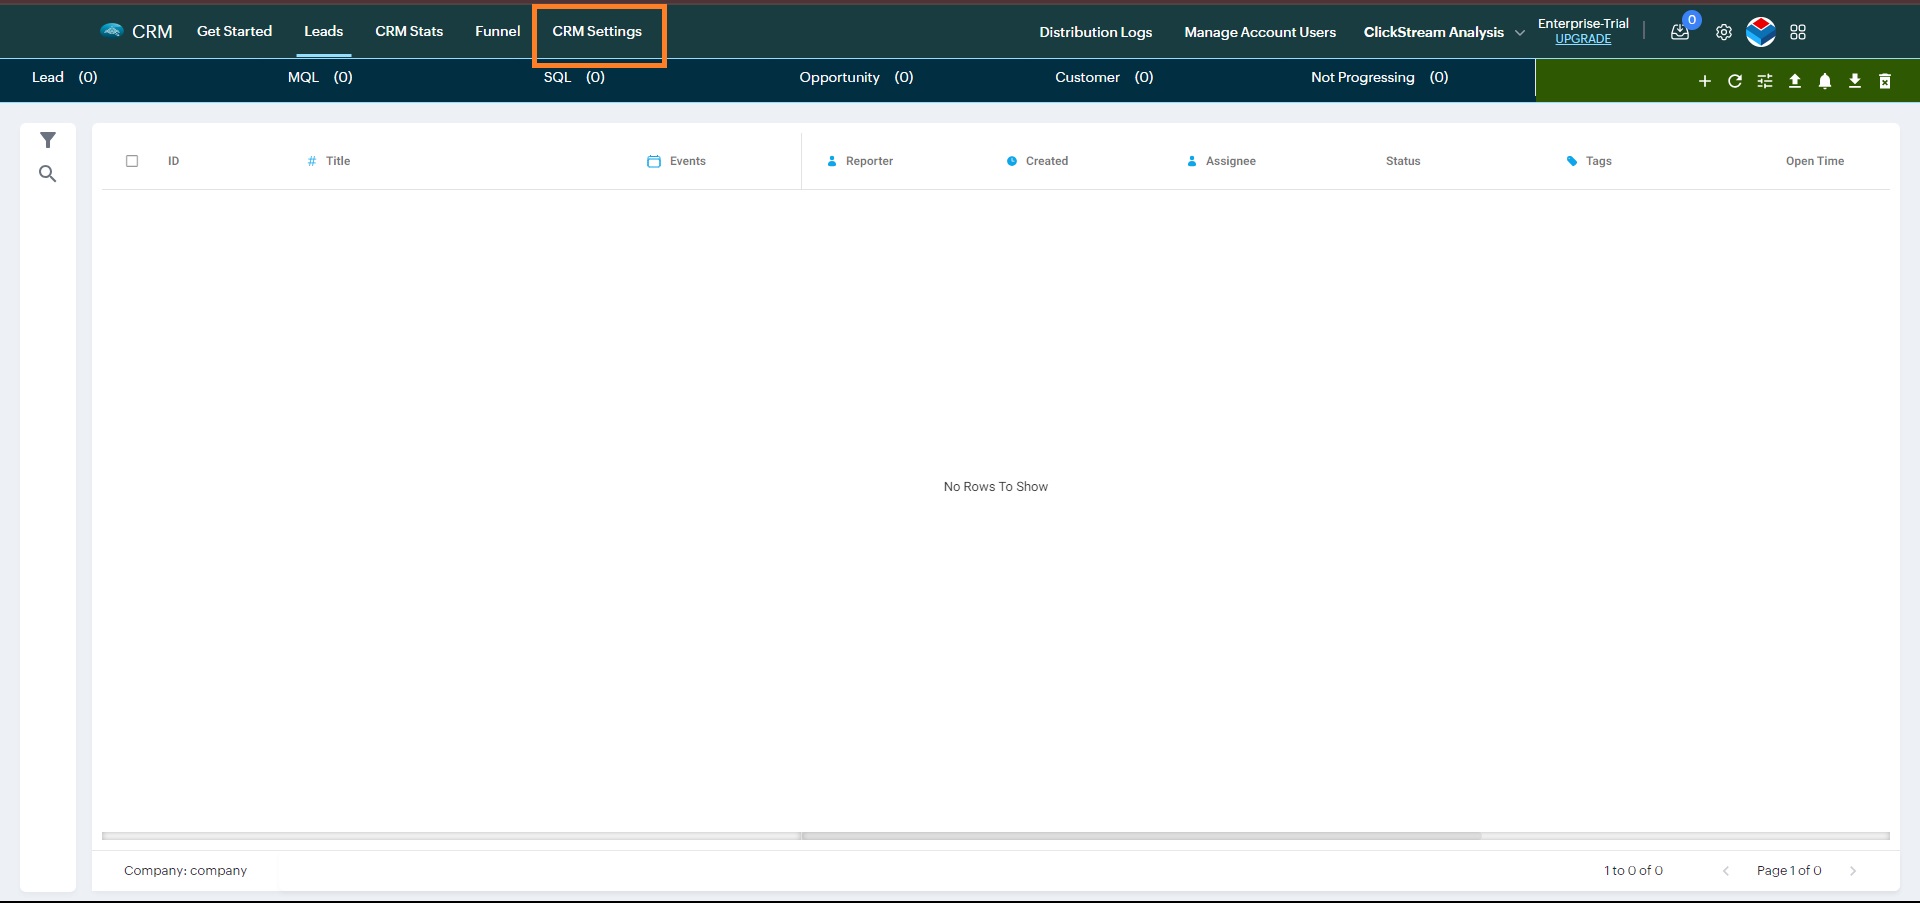 CRM Get Started Leads CRM Stats Funnel CRM Settings Distribution Logs Manage Account Users ClickStream Analysis Enterprise-Trial 0
UPGRADE
Lead (0) MQL (0) SQL (0) Opportunity (0) Customer (0) Not Progressing (0)
ID # Title Events Reporter Created Assignee Status Tags Open Time
No Rows To Show
Company: company 1 to 0 of 0 Page 1 of 0